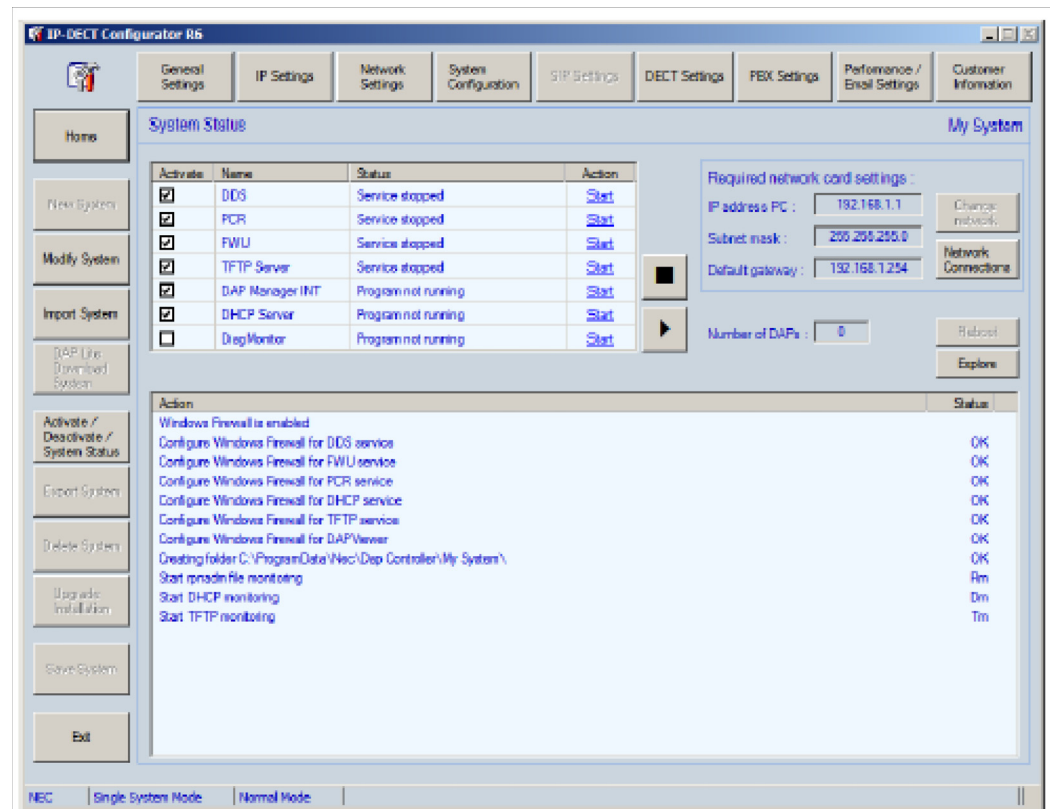 IP-DECT Configurator R6
General Settings
IP Settings
Network Settings
System Configuration
SIP Settings
DECT Settings
PBX Settings
Performance / Email Settings
Customer Information
Home
New System
Modify System
Import System
DAP Lite Download System
Activate / Deactivate / System Status
Export System
Delete System
Upgrade Installation
Save System
Exit
System Status
My System
Activate Name Status Action
DDS Service stopped Start
PCR Service stopped Start
FWU Service stopped Start
TFTP Server Service stopped Start
DAP Manager INT Program not running Start
DHCP Server Program not running Start
DiagMonitor Program not running Start
Required network card settings :
IP address PC : 192.168.1.1
Subnet mask : 255.255.255.0
Default gateway : 192.168.1.254
Change network
Network Connections
Number of DAPs : 0
Reboot
Explore
Action Status
Windows Firewall is enabled
Configure Windows Firewall for DDS service OK
Configure Windows Firewall for FWU service OK
Configure Windows Firewall for PCR service OK
Configure Windows Firewall for DHCP service OK
Configure Windows Firewall for TFTP service OK
Configure Windows Firewall for DAPViewer OK
Creating folder C:\ProgramData\Nec\Dap Controller\My System\ OK
Start rpnadm file monitoring Rm
Start DHCP monitoring Dm
Start TFTP monitoring Tm
NEC Single System Mode Normal Mode